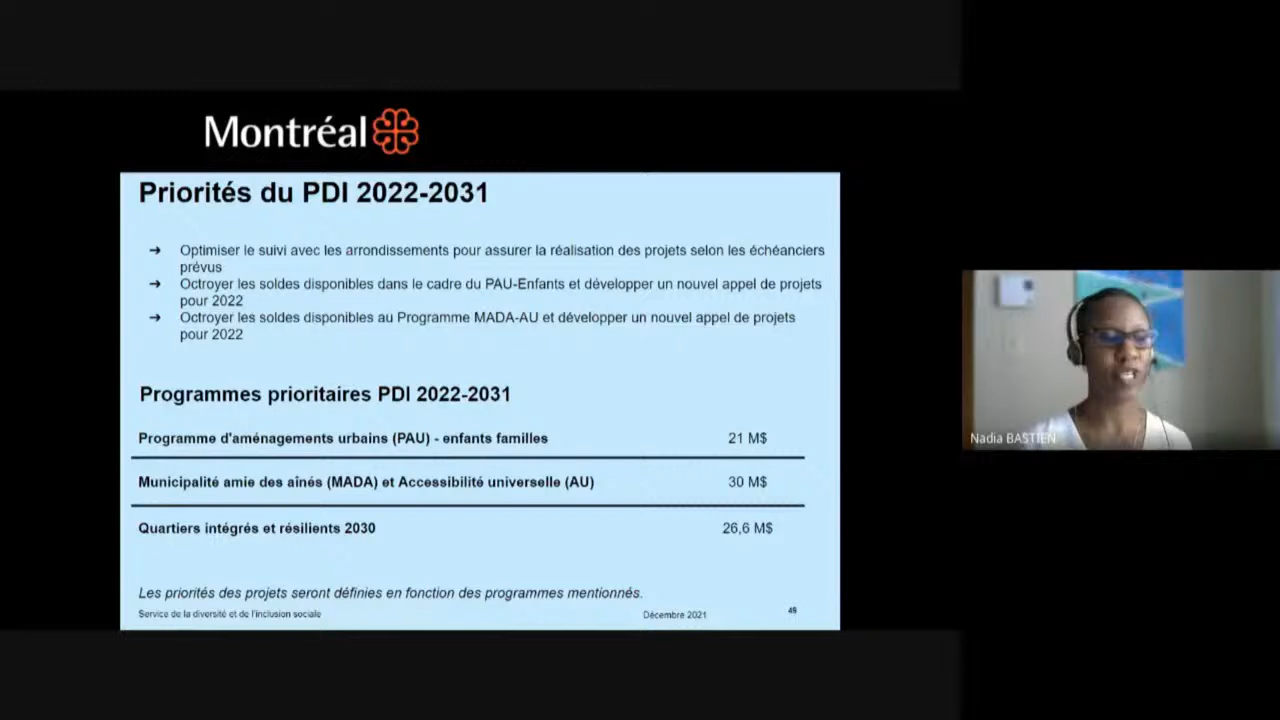 Montréal
Priorités du PDI 2022-2031
➔ Optimiser le suivi avec les arrondissements pour assurer la réalisation des projets selon les échéanciers
prévus
➔ Octroyer les soldes disponibles dans le cadre du PAU-Enfants et développer un nouvel appel de projets
pour 2022
➔ Octroyer les soldes disponibles au Programme MADA-AU et développer un nouvel appel de projets
pour 2022
Programmes prioritaires PDI 2022-2031
Programme d'aménagements urbains (PAU) - enfants familles 21 M$
Municipalité amie des aînés (MADA) et Accessibilité universelle (AU) 30 M$
Quartiers intégrés et résilients 2030 26,6 M$
Les priorités des projets seront définies en fonction des programmes mentionnés.
Service de la diversité et de l'inclusion sociale Décembre 2021 49
Nadia BASTIEN